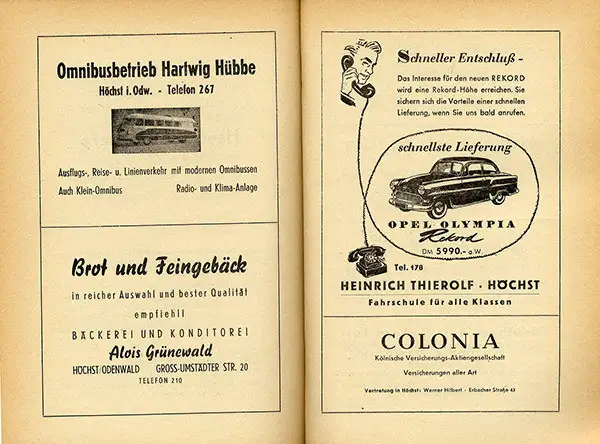 Omnibusbetrieb Hartwig Hübbe
Höchst i. Odw. - Telefon 267
Ausflugs-, Reise- u. Linienverkehr mit modernen Omnibussen
Auch Klein-Omnibus Radio- und Klima-Anlage
Brot und Feingebäck
in reicher Auswahl und bester Qualität
empfiehlt
BÄCKEREI UND KONDITOREI
Alois Grünewald
HÖCHST/ODENWALD GROSS-UMSTÄDTER STR. 20
TELEFON 210
Schneller Entschluß -
Das Interesse für den neuen REKORD
wird eine Rekord-Höhe erreichen. Sie
sichern sich die Vorteile einer schnellen
Lieferung, wenn Sie uns bald anrufen.
schnellste Lieferung
OPEL OLYMPIA
Rekord
DM 5990.- a.W.
Tel. 178
HEINRICH THIEROLF · HÖCHST
Fahrschule für alle Klassen
COLONIA
Kölnische Versicherungs-Aktiengesellschaft
Versicherungen aller Art
Vertretung in Höchst: Werner Hilbert · Erbacher Straße 43